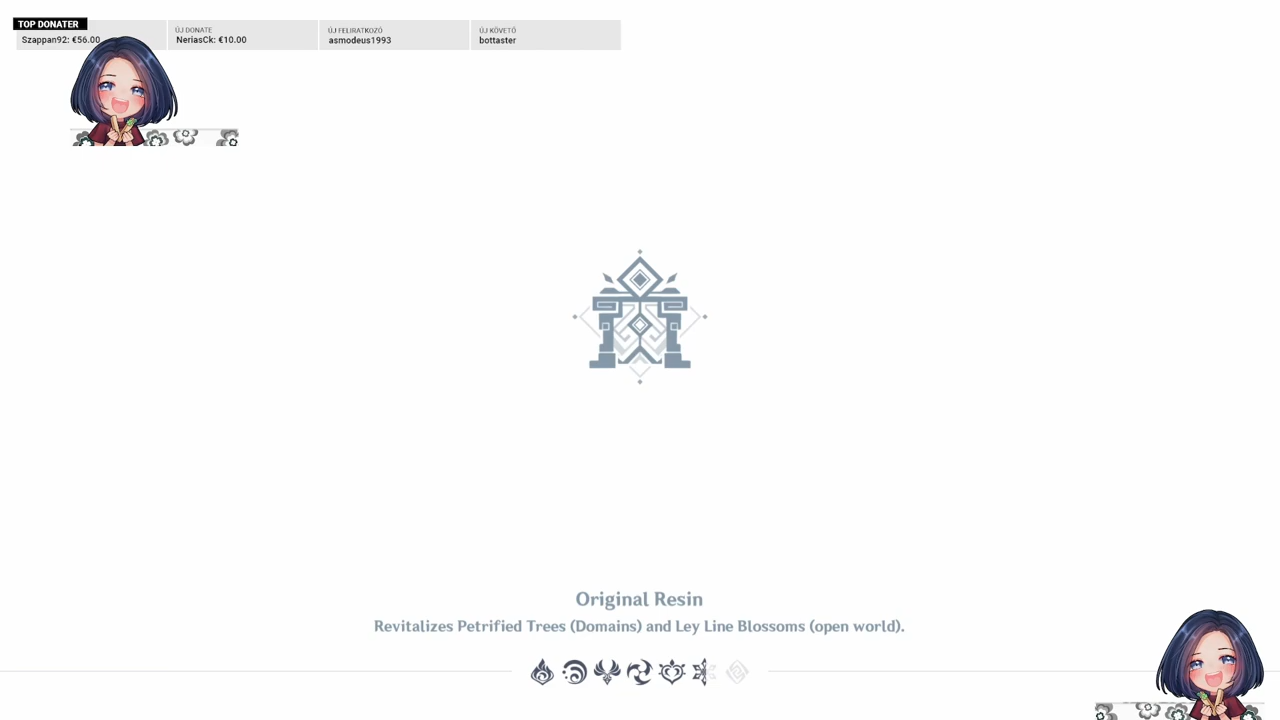 TOP DONATER
Szappan92: €56.00
ÚJ DONATE
NeriasCk: €10.00
ÚJ FELIRATKOZÓ
asmodeus1993
ÚJ KÖVETŐ
bottaster
Original Resin
Revitalizes Petrified Trees (Domains) and Ley Line Blossoms (open world).